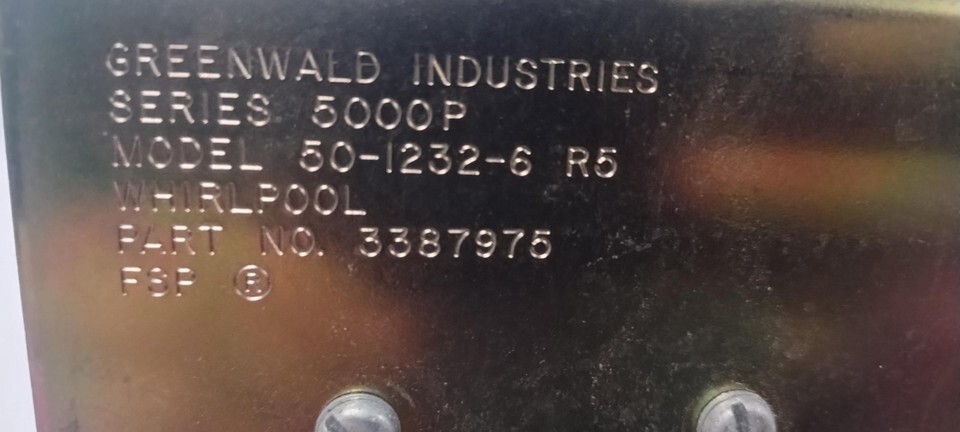 GREENWALD INDUSTRIES
SERIES 5000P
MODEL 50-1232-6 R5
WHIRLPOOL
PART NO. 3387975
FSP ®